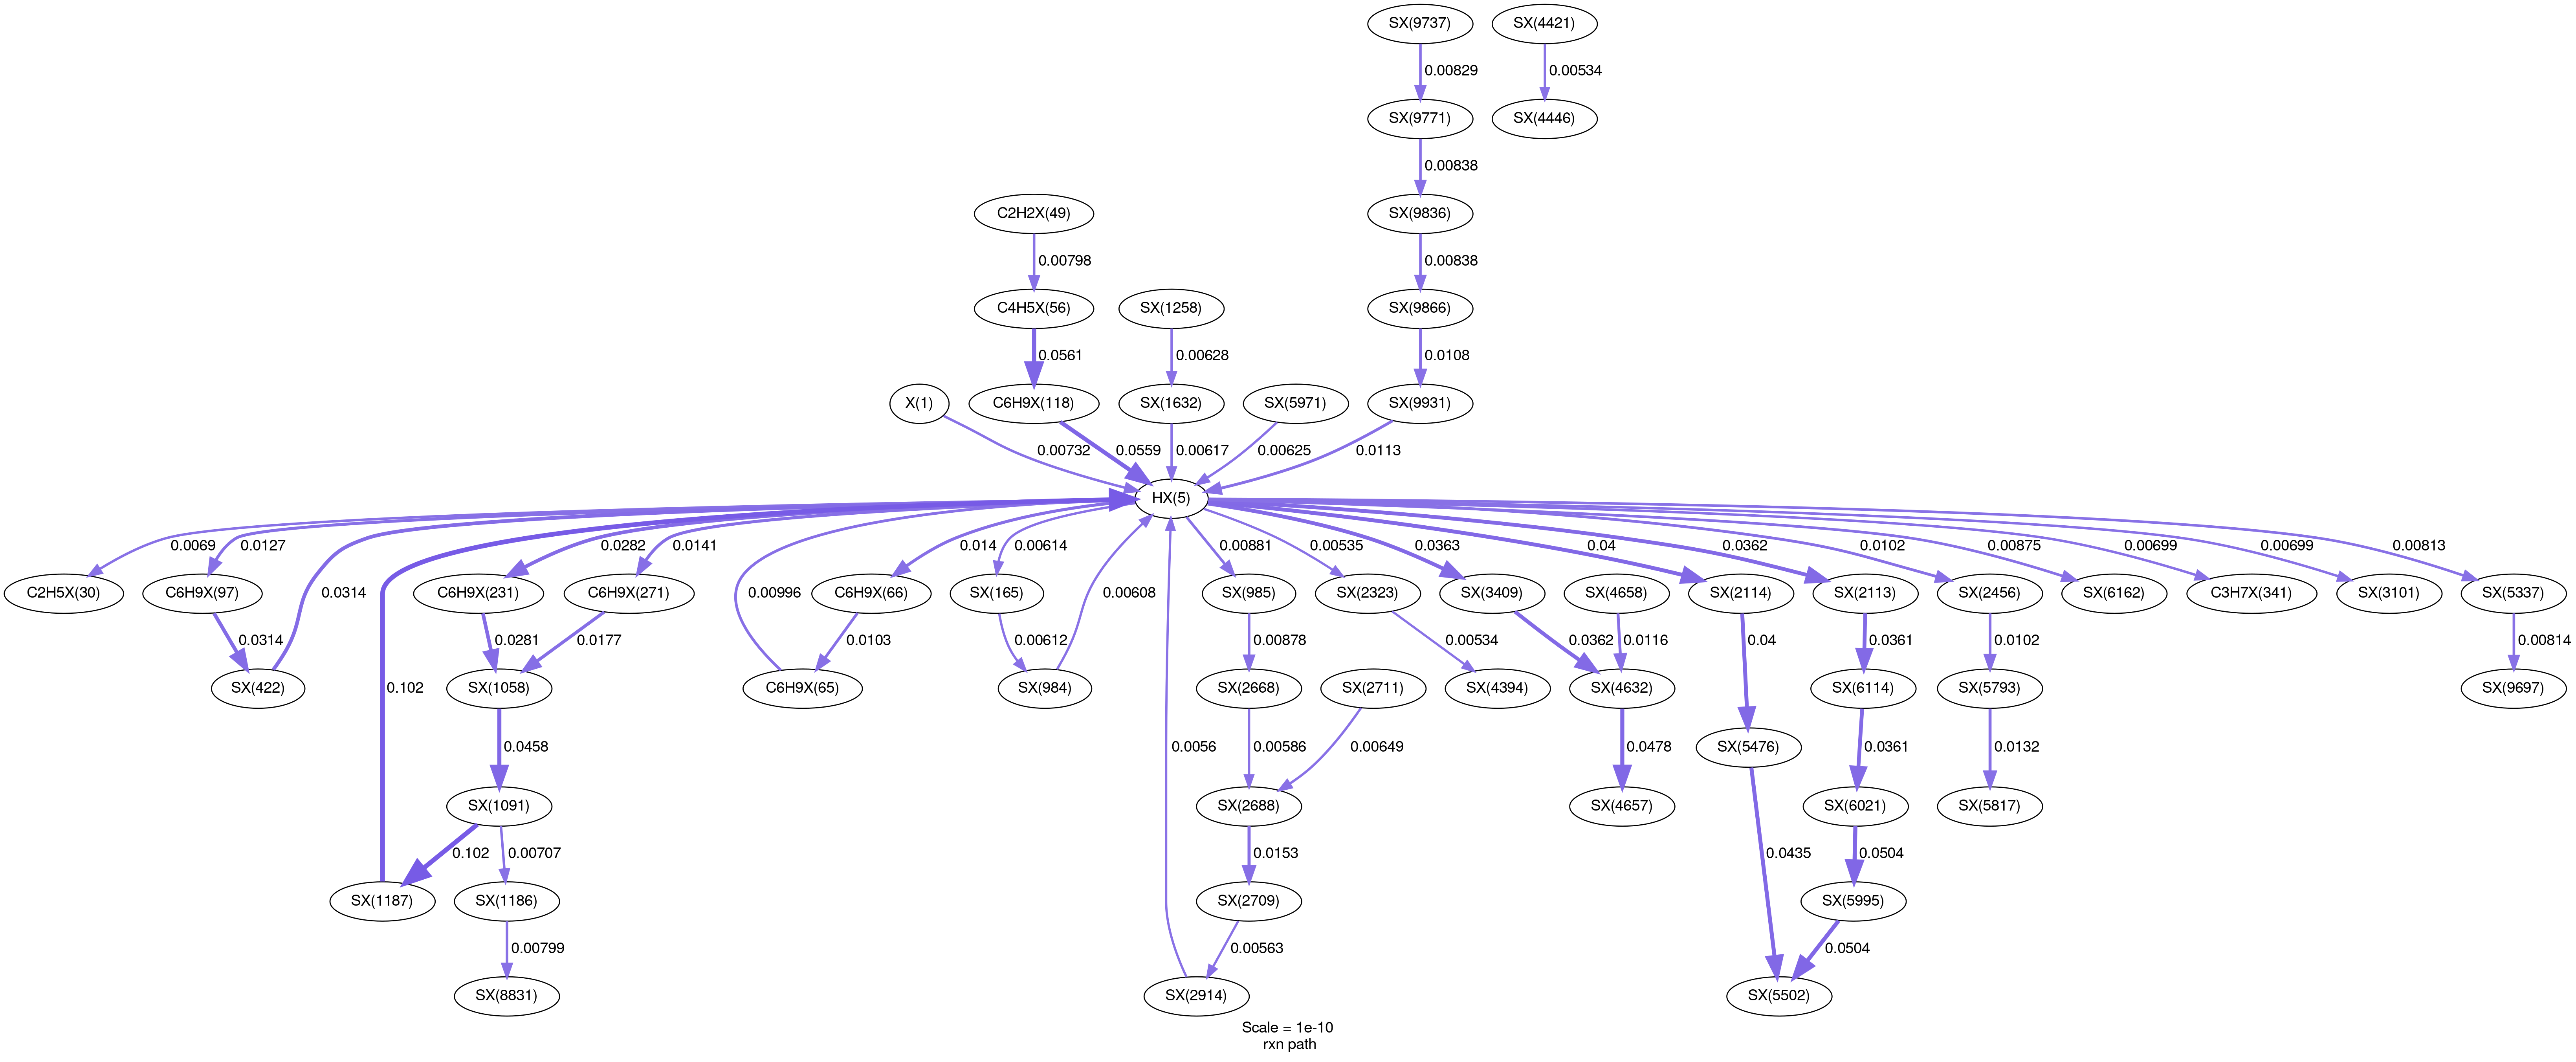 SX(9737)
SX(4421)
0.00829
0.00534
SX(9771)
SX(4446)
0.00838
C2H2X(49)
SX(9836)
0.00798
0.00838
C4H5X(56)
SX(1258)
SX(9866)
0.0561
0.00628
0.0108
X(1)
C6H9X(118)
SX(1632)
SX(5971)
SX(9931)
0.00732
0.0559
0.00617
0.00625
0.0113
HX(5)
0.0069
0.0127
0.0282
0.0141
0.014
0.00614
0.00881
0.00535
0.0363
0.04
0.0362
0.0102
0.00875
0.00699
0.00699
0.00813
C2H5X(30)
C6H9X(97)
0.0314
C6H9X(231)
C6H9X(271)
0.00996
C6H9X(66)
SX(165)
0.00608
SX(985)
SX(2323)
SX(3409)
SX(4658)
SX(2114)
SX(2113)
SX(2456)
SX(6162)
C3H7X(341)
SX(3101)
SX(5337)
0.0314
0.0281
0.0177
0.0103
0.00612
0.00878
0.00534
0.0362
0.0116
0.04
0.0361
0.0102
0.00814
SX(422)
0.102
SX(1058)
C6H9X(65)
SX(984)
SX(2668)
SX(2711)
SX(4394)
SX(4632)
SX(6114)
SX(5793)
SX(9697)
0.0458
0.0056
0.00586
0.00649
0.0478
SX(5476)
0.0361
0.0132
SX(1091)
SX(2688)
SX(4657)
SX(6021)
SX(5817)
0.102
0.00707
0.0153
0.0435
0.0504
SX(1187)
SX(1186)
SX(2709)
SX(5995)
0.00799
0.00563
0.0504
SX(8831)
SX(2914)
SX(5502)
Scale = 1e-10
rxn path